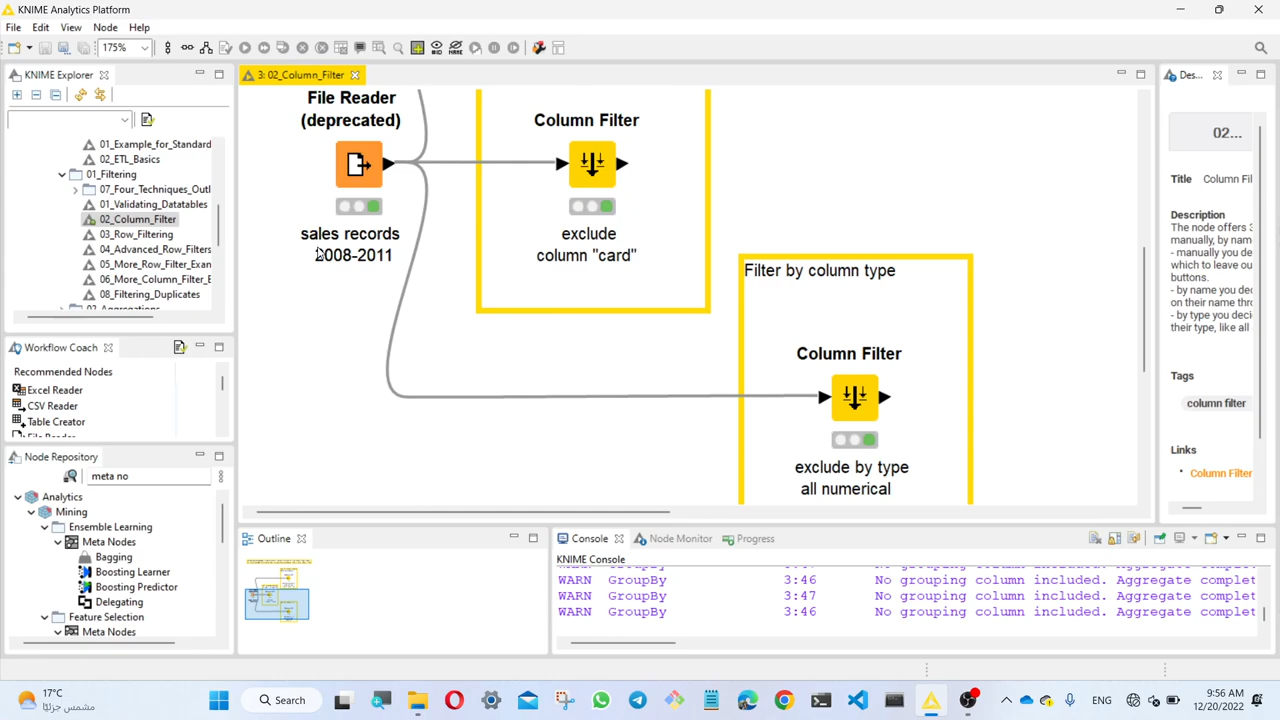 KNIME Analytics Platform
File Edit View Node Help
175%
KNIME Explorer
01_Example_for_Standard
02_ETL_Basics
01_Filtering
07_Four_Techniques_Outl
01_Validating_Datatables
02_Column_Filter
03_Row_Filtering
04_Advanced_Row_Filters
05_More_Row_Filter_Exan
06_More_Column_Filter_E
08_Filtering_Duplicates
Workflow Coach
Recommended Nodes
Excel Reader
CSV Reader
Table Creator
Node Repository
meta no
Analytics
Mining
Ensemble Learning
Meta Nodes
Bagging
Boosting Learner
Boosting Predictor
Delegating
Feature Selection
Meta Nodes
3: 02_Column_Filter
File Reader
(deprecated)
sales records
2008-2011
Column Filter
exclude
column "card"
Filter by column type
Column Filter
exclude by type
all numerical
Des...
02...
Title Column Fil
Description
The node offers 3
manually, by nam
- manually you de
which to leave ou
types.
- by name you dec
on their name thro
- by type you decid
their type, like all
Tags
column filter
Links
Column Filter
Outline
Console Node Monitor Progress
KNIME Console
WARN GroupBy 3:46 No grouping column included. Aggregate complet
WARN GroupBy 3:47 No grouping column included. Aggregate complet
WARN GroupBy 3:46 No grouping column included. Aggregate complet
17°C
مشمس جزئيًا
Search
ENG
9:56 AM
12/20/2022